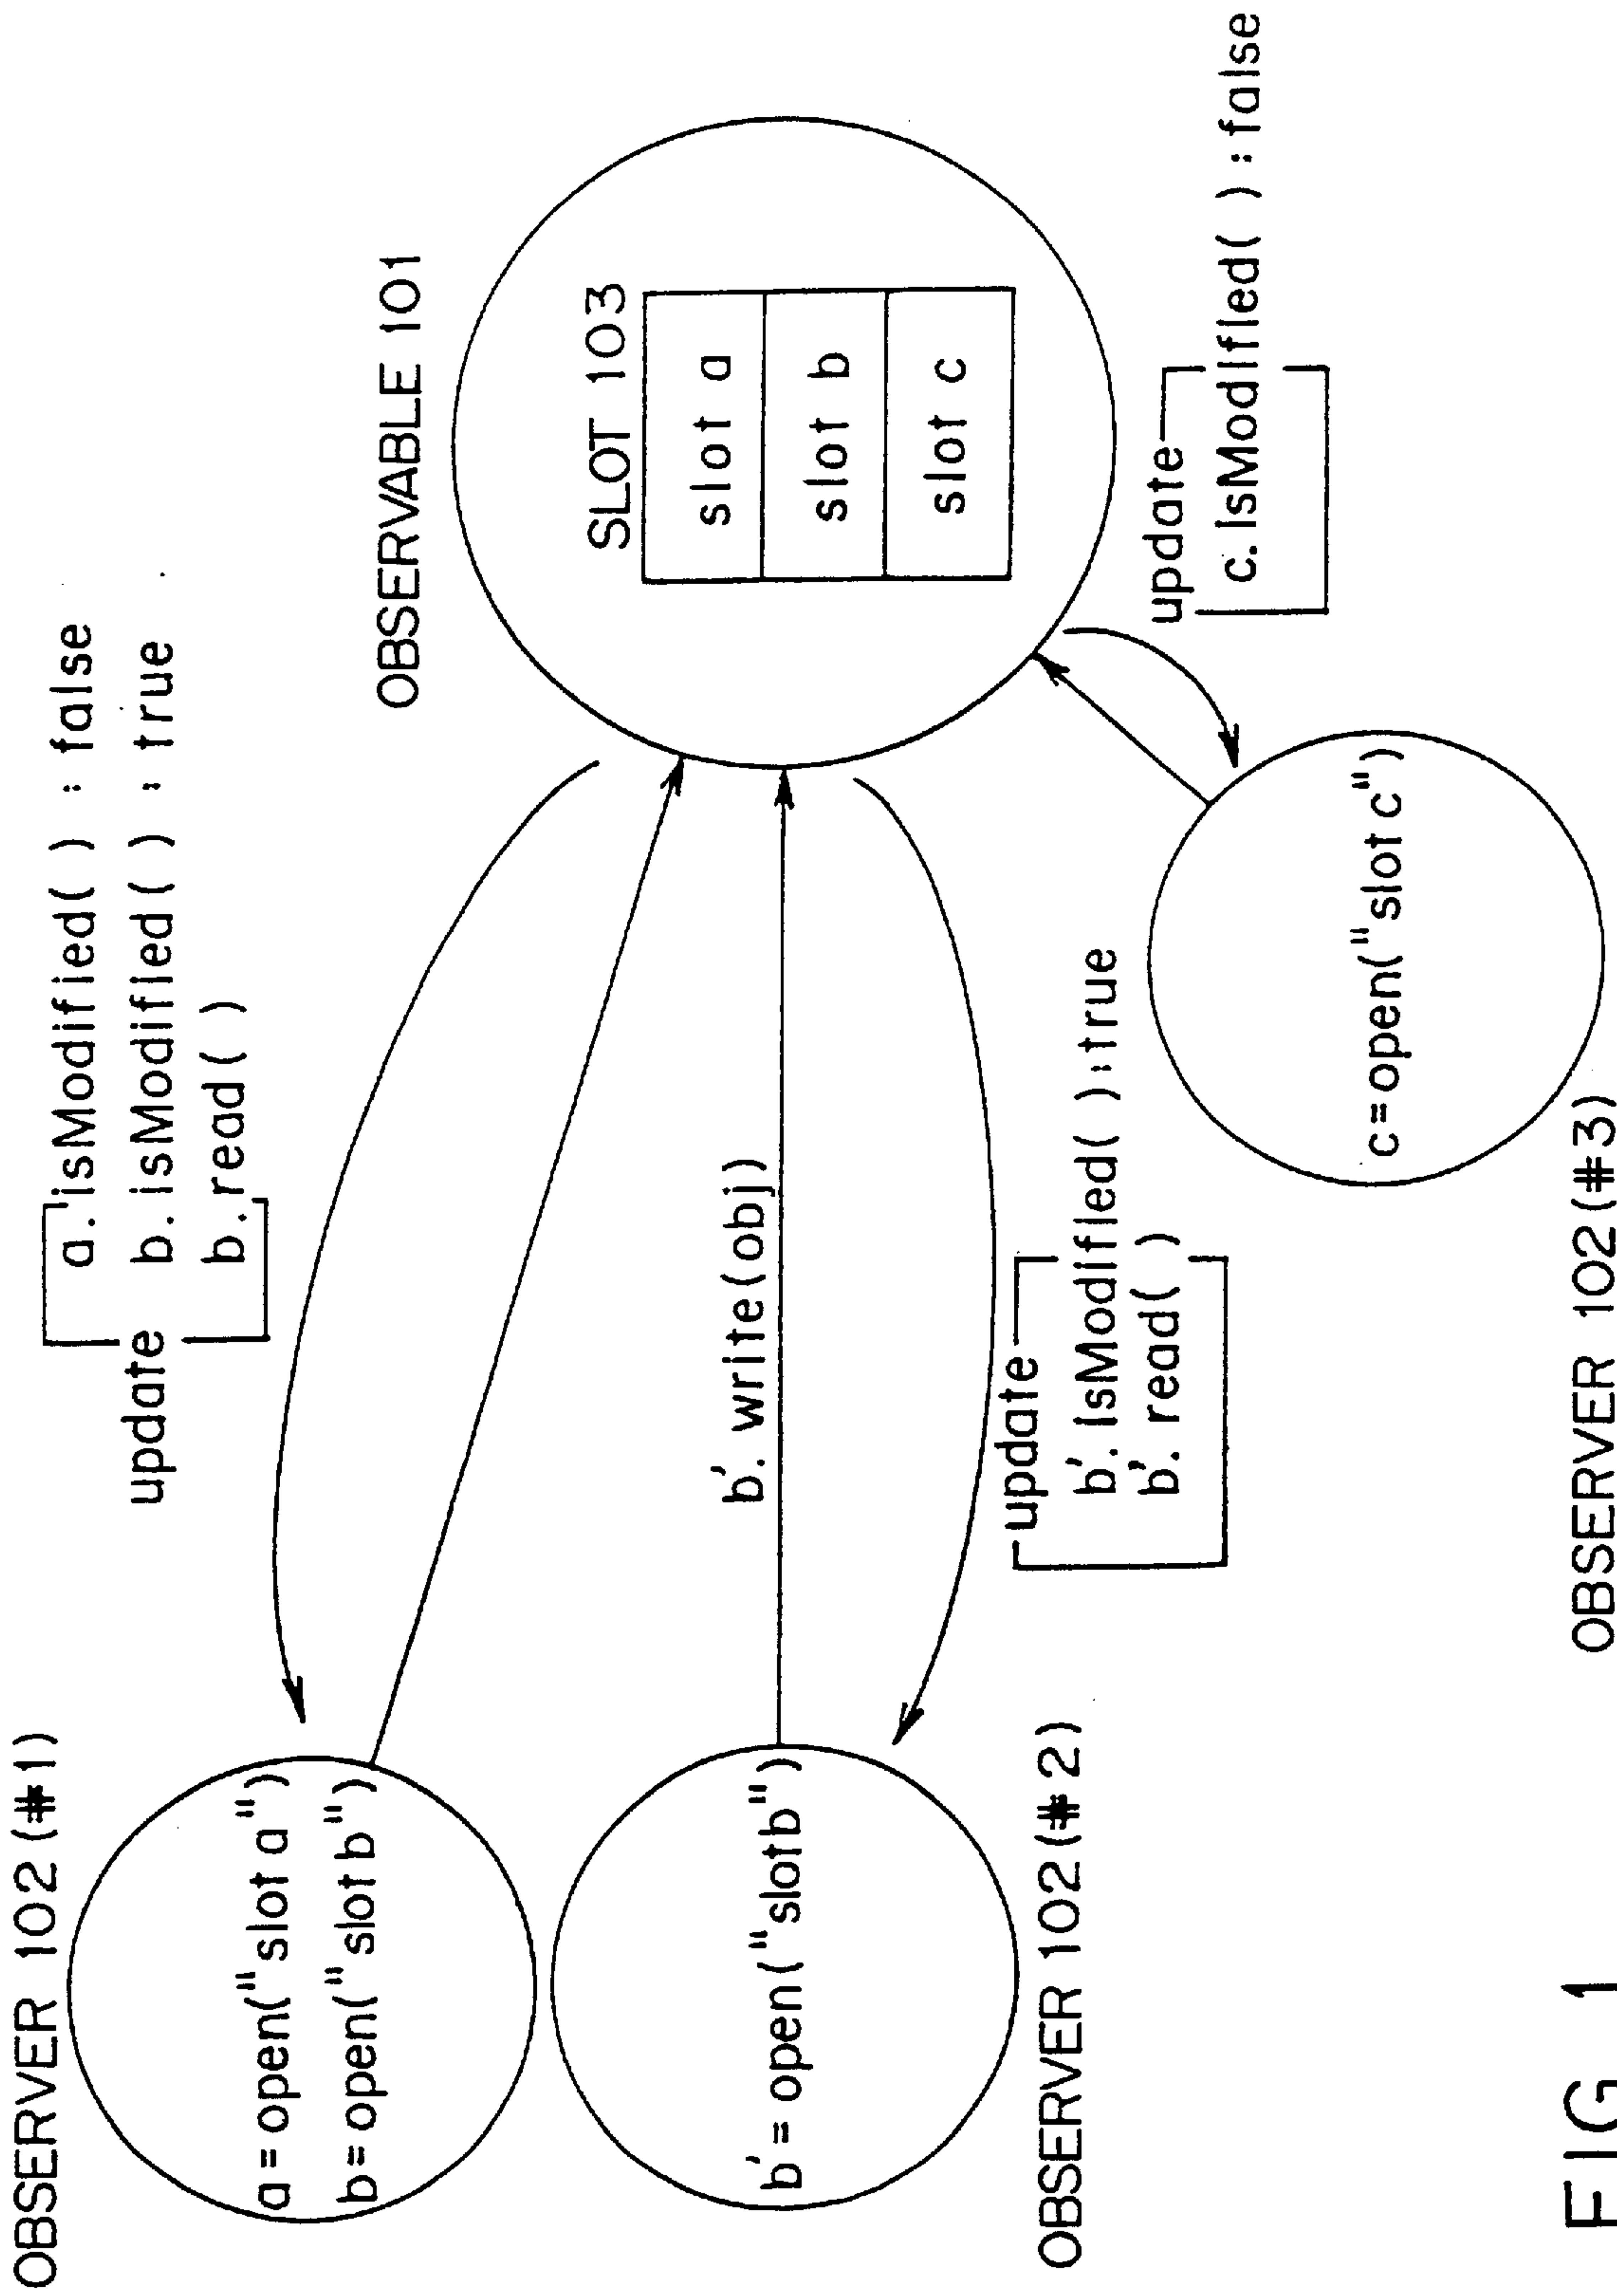 OBSERVER 102 (#1)
a=open("slot a")
b=open("slot b")
update
a. isModified( ) : false
b. isModified( ) : true
b. read( )
OBSERVABLE 101
SLOT 103
slot a
slot b
slot c
b'. write(obj)
b'=open("slotb")
OBSERVER 102 (#2)
update
b'. isModified( ):true
b'. read( )
update
c. isModified( ) : false
c=open("slot c")
OBSERVER 102 (#3)
FIG. 1